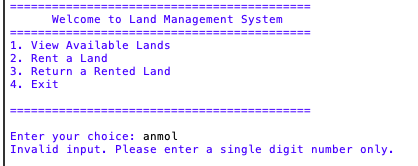 ===========================================
Welcome to Land Management System
===========================================
1. View Available Lands
2. Rent a Land
3. Return a Rented Land
4. Exit
===========================================
Enter your choice: anmol
Invalid input. Please enter a single digit number only.